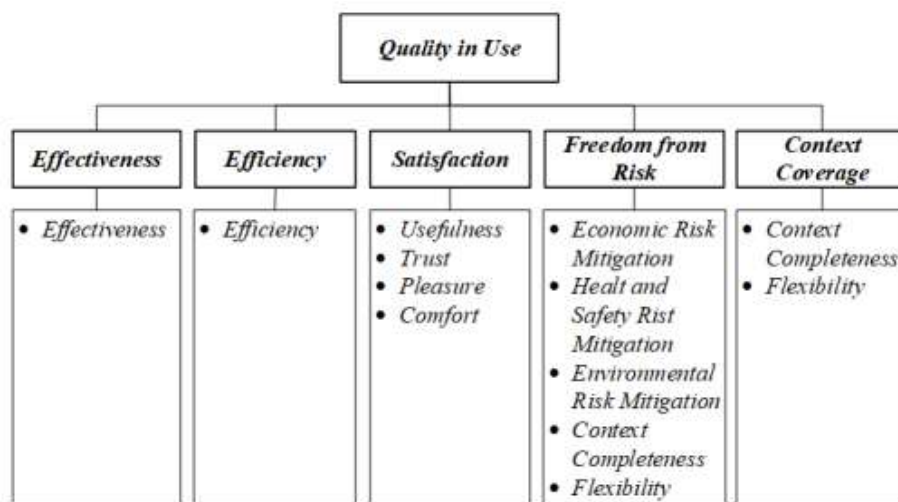 Quality in Use
Effectiveness
Efficiency
Satisfaction
Freedom from
Risk
Context
Coverage
• Effectiveness
• Efficiency
• Usefulness
• Trust
• Pleasure
• Comfort
• Economic Risk
Mitigation
• Healt and
Safety Rist
Mitigation
• Environmental
Risk Mitigation
• Context
Completeness
• Flexibility
• Context
Completeness
• Flexibility